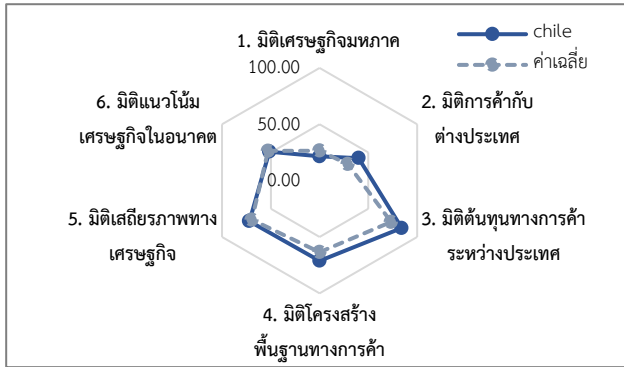 1. มิติเศรษฐกิจมหภาค
chile
ค่าเฉลี่ย
100.00
50.00
0.00
2. มิติการค้ากับ
ต่างประเทศ
3. มิติต้นทุนทางการค้า
ระหว่างประเทศ
4. มิติโครงสร้าง
พื้นฐานทางการค้า
5. มิติเสถียรภาพทาง
เศรษฐกิจ
6. มิติแนวโน้ม
เศรษฐกิจในอนาคต